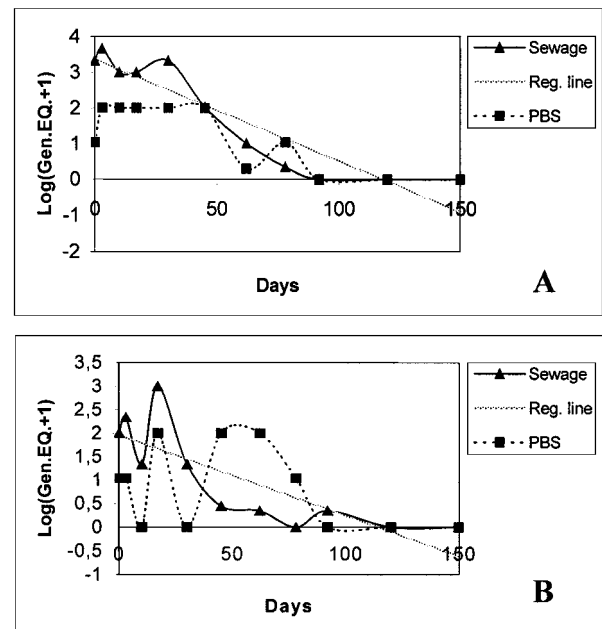 4
3
2
1
0
-1
-2
Log(Gen.EQ.+1)
0
50
100
150
Days
Sewage
Reg. line
PBS
A
3,5
3
2,5
2
1,5
1
0,5
0
-0,5
-1
Log(Gen.EQ.+1)
0
50
100
150
Days
Sewage
Reg. line
PBS
B